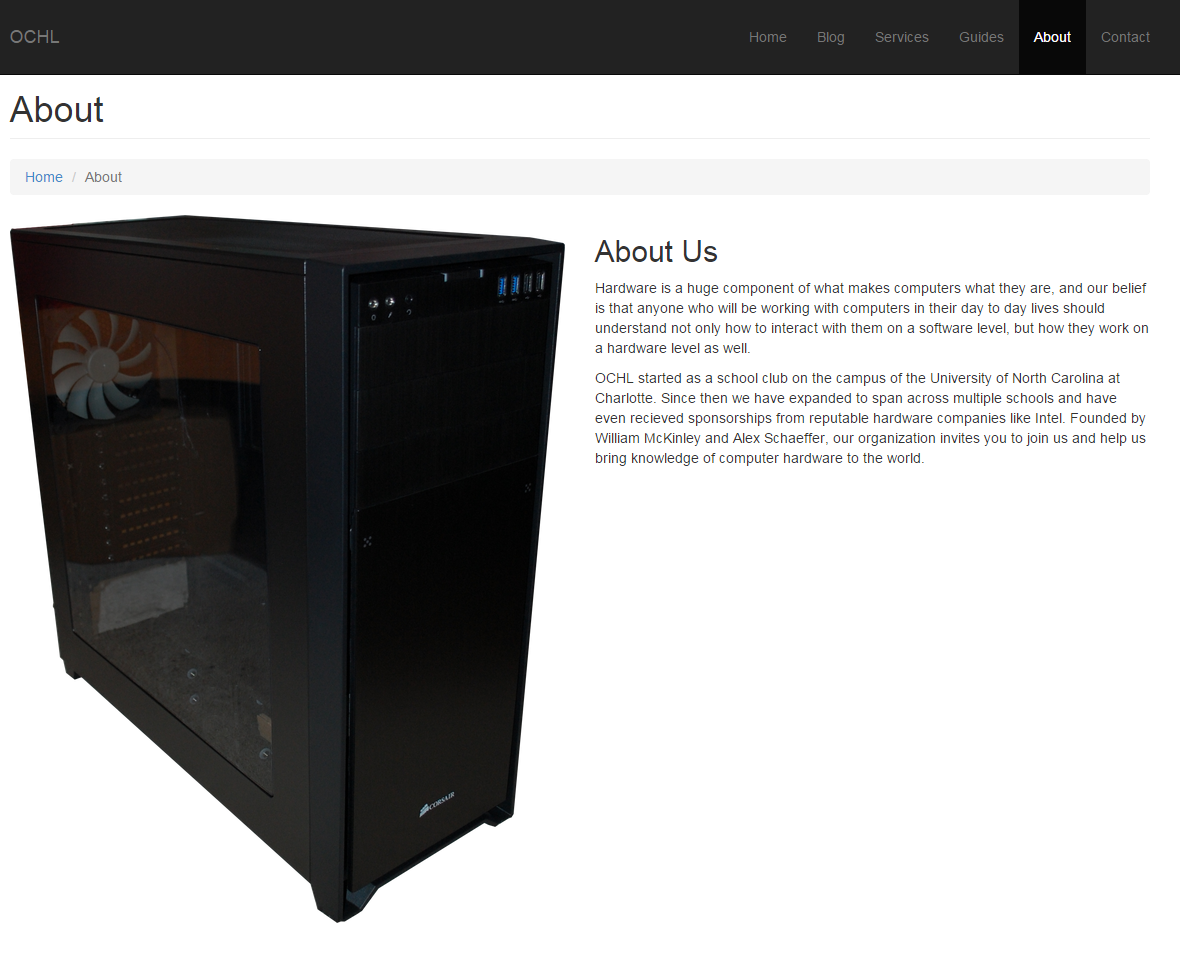 OCHL
Home Blog Services Guides About Contact
About
Home / About
About Us
Hardware is a huge component of what makes computers what they are, and our belief
is that anyone who will be working with computers in their day to day lives should
understand not only how to interact with them on a software level, but how they work on
a hardware level as well.
OCHL started as a school club on the campus of the University of North Carolina at
Charlotte. Since then we have expanded to span across multiple schools and have
even recieved sponsorships from reputable hardware companies like Intel. Founded by
William McKinley and Alex Schaeffer, our organization invites you to join us and help us
bring knowledge of computer hardware to the world.
CORSAIR